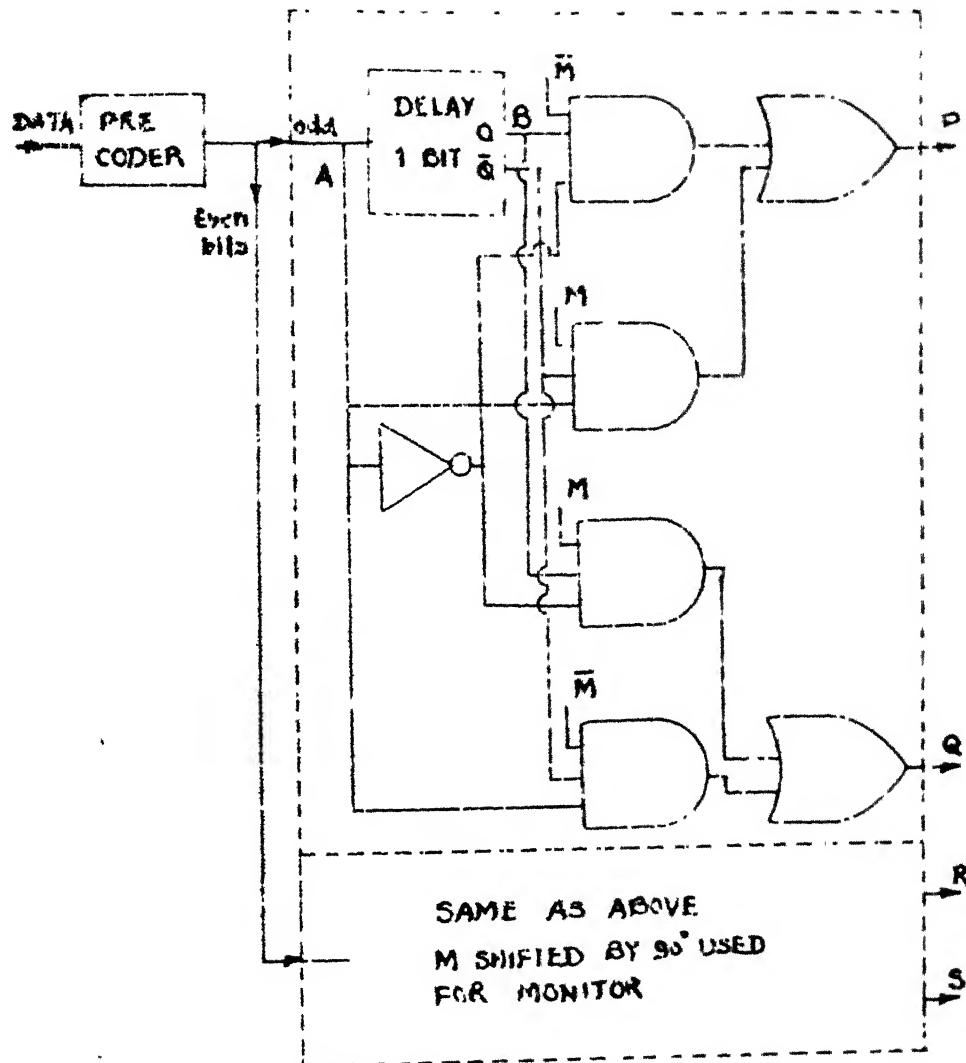 DATA
PRE
CODER
odd
A
Even
bits
DELAY
1 BIT
Q
Q̅
B
M̅
M
M
M̅
P
Q
R
S
SAME AS ABOVE
M SHIFTED BY 90° USED
FOR MONITOR